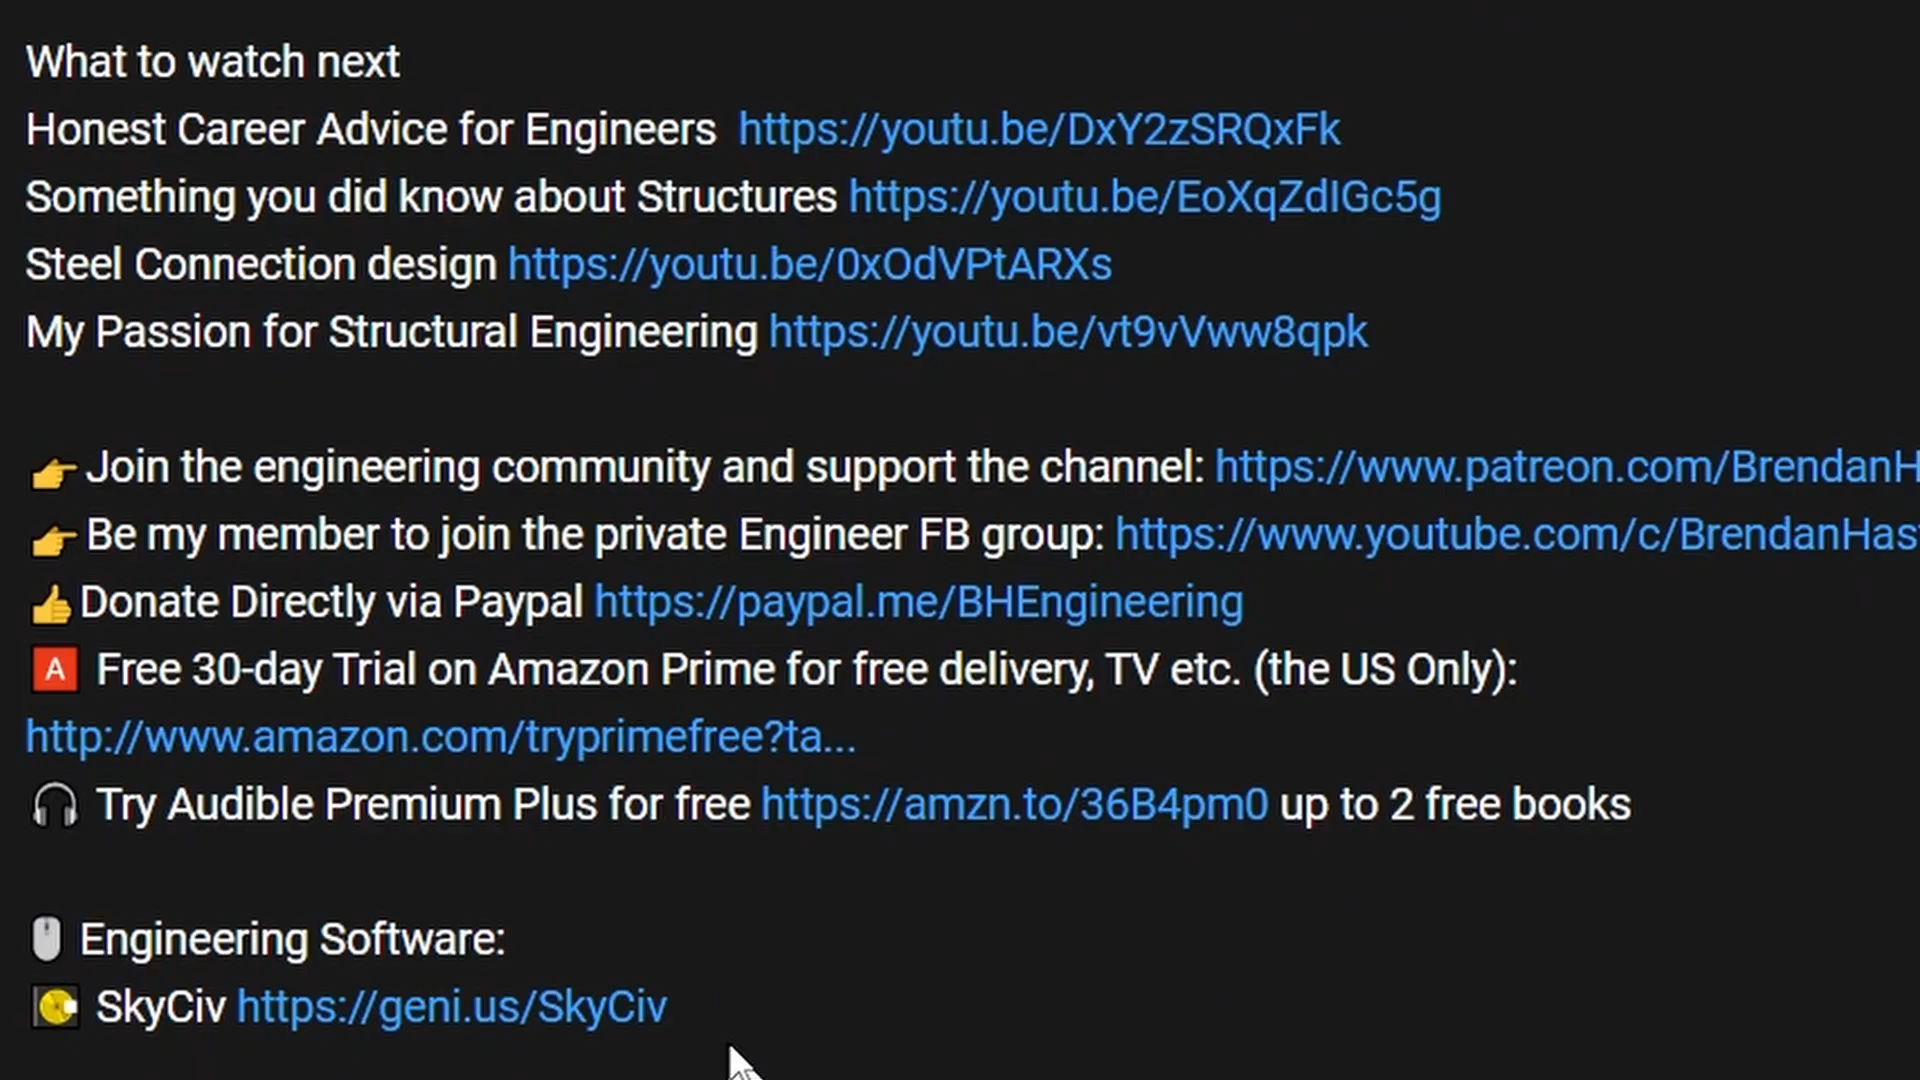 What to watch next
Honest Career Advice for Engineers https://youtu.be/DxY2zSRQxFk
Something you did know about Structures https://youtu.be/EoXqZdIGc5g
Steel Connection design https://youtu.be/0xOdVPtARXs
My Passion for Structural Engineering https://youtu.be/vt9vVww8qpk
👉Join the engineering community and support the channel: https://www.patreon.com/BrendanH
👉Be my member to join the private Engineer FB group: https://www.youtube.com/c/BrendanHas
👍Donate Directly via Paypal https://paypal.me/BHEngineering
🅰 Free 30-day Trial on Amazon Prime for free delivery, TV etc. (the US Only):
http://www.amazon.com/tryprimefree?ta...
🎧 Try Audible Premium Plus for free https://amzn.to/36B4pm0 up to 2 free books
🖱 Engineering Software:
💽 SkyCiv https://geni.us/SkyCiv